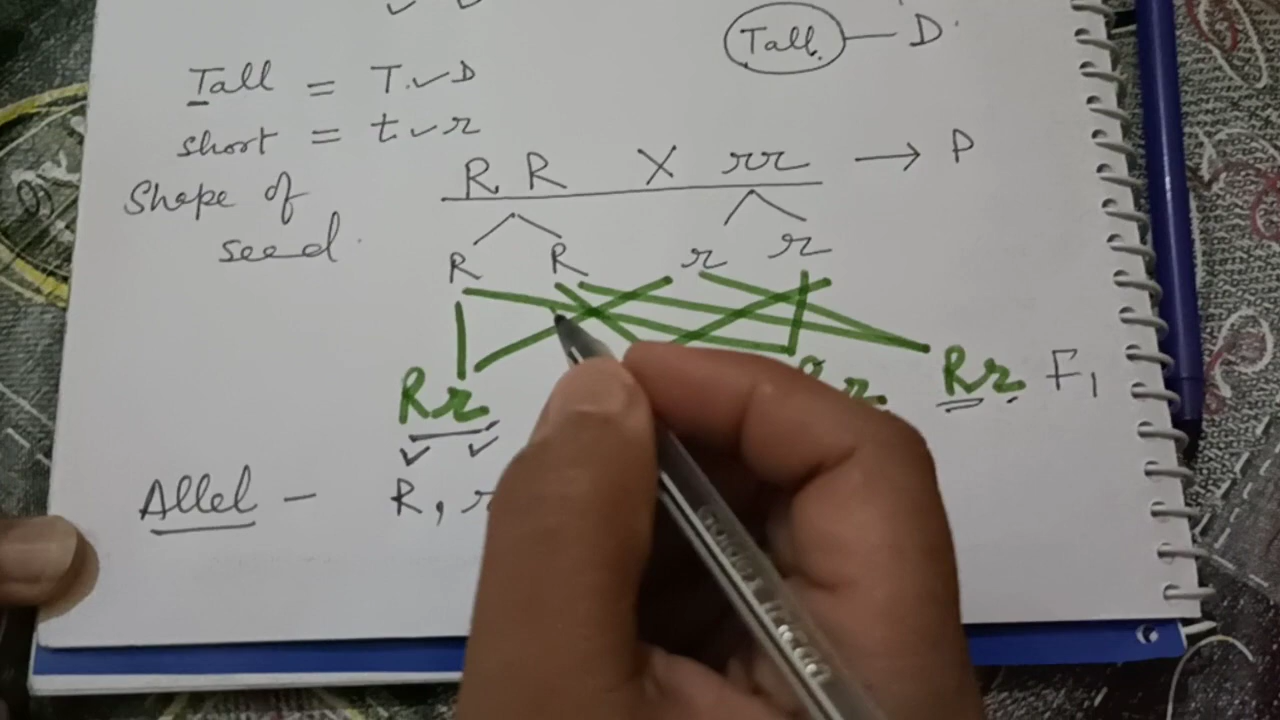 Tall — D
Tall = T ✓ D
short = t ✓ r
R R X rr → P
Shape of
seed
R R r r
Rr Rr F1
Allel - R, r